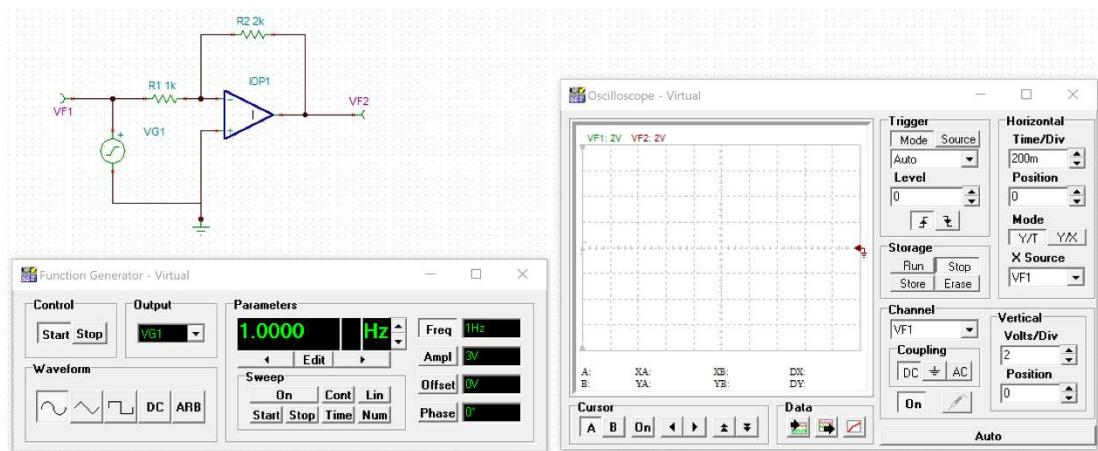 R2 2k
R1 1k
IOP1
VF1
VF2
VG1
+
−
+
Oscilloscope - Virtual
VF1: 2V VF2: 2V
A: XA: XB: DX:
B: YA: YB: DY:
Trigger
Mode Source
Auto
Level
0
Storage
Run Stop
Store Erase
Horizontal
Time/Div
200m
Position
0
Mode
Y/T Y/X
X Source
VF1
Channel
VF1
Coupling
DC AC
On
Vertical
Volts/Div
2
Position
0
Cursor
A B On
Data
Auto
Function Generator - Virtual
Control
Start Stop
Output
VG1
Parameters
1.0000 Hz
Edit
Sweep
On Cont Lin
Start Stop Time Num
Freq 1Hz
Ampl 3V
Offset 0V
Phase 0°
Waveform
DC ARB